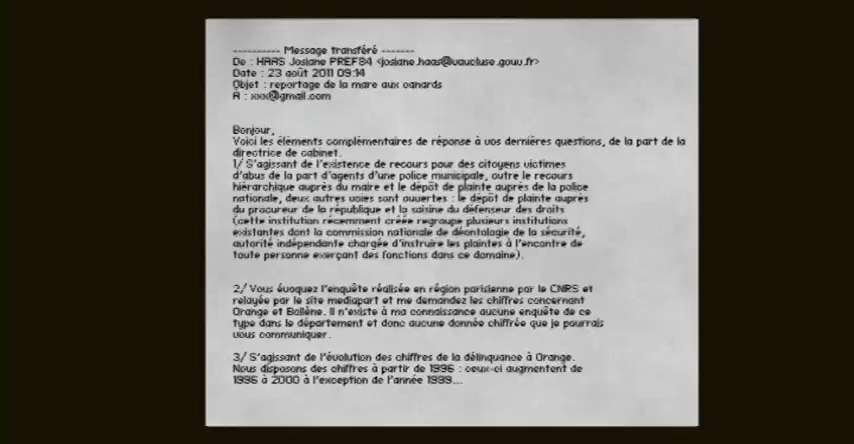 ---------- Message transféré -------
De : HAAS Josiane PREF84 <josiane.haas@vaucluse.gouv.fr>
Date : 23 août 2011 09:14
Objet : reportage de la mare aux canards
A : xxx@gmail.com
Bonjour,
Voici les éléments complémentaires de réponse à vos dernières questions, de la part de la
directrice de cabinet.
1/ S'agissant de l'existence de recours pour des citoyens victimes
d'abus de la part d'agents d'une police municipale, outre le recours
hiérarchique auprès du maire et le dépôt de plainte auprès de la police
nationale, deux autres voies sont ouvertes : le dépôt de plainte auprès
du procureur de la république et la saisine du défenseur des droits
(cette institution récemment créée regroupe plusieurs institutions
existantes dont la commission nationale de déontologie de la sécurité,
autorité indépendante chargée d'instruire les plaintes à l'encontre de
toute personne exerçant des fonctions dans ce domaine).
2/ Vous évoquez l'enquête réalisée en région parisienne par le CNRS et
relayée par le site mediapart et me demandez les chiffres concernant
Orange et Bollène. Il n'existe à ma connaissance aucune enquête de ce
type dans le département et donc aucune donnée chiffrée que je pourrais
vous communiquer.
3/ S'agissant de l'évolution des chiffres de la délinquance à Orange.
Nous disposons des chiffres à partir de 1996 : ceux-ci augmentent de
1996 à 2000 à l'exception de l'année 1999....